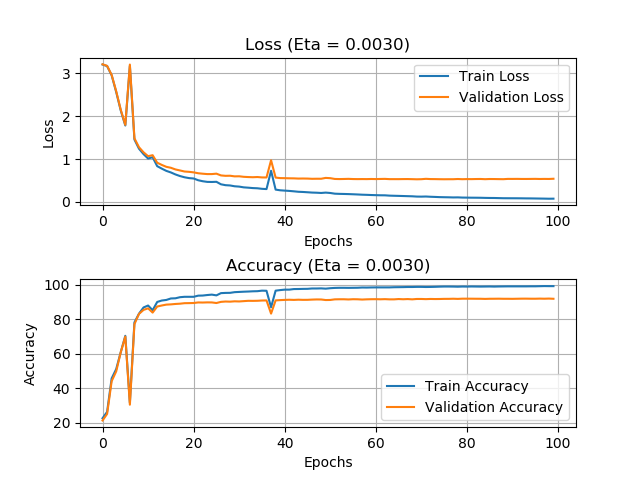 Loss (Eta = 0.0030)
3
2
1
0
Loss
Train Loss
Validation Loss
0 20 40 60 80 100
Epochs
Accuracy (Eta = 0.0030)
100
80
60
40
20
Accuracy
Train Accuracy
Validation Accuracy
0 20 40 60 80 100
Epochs